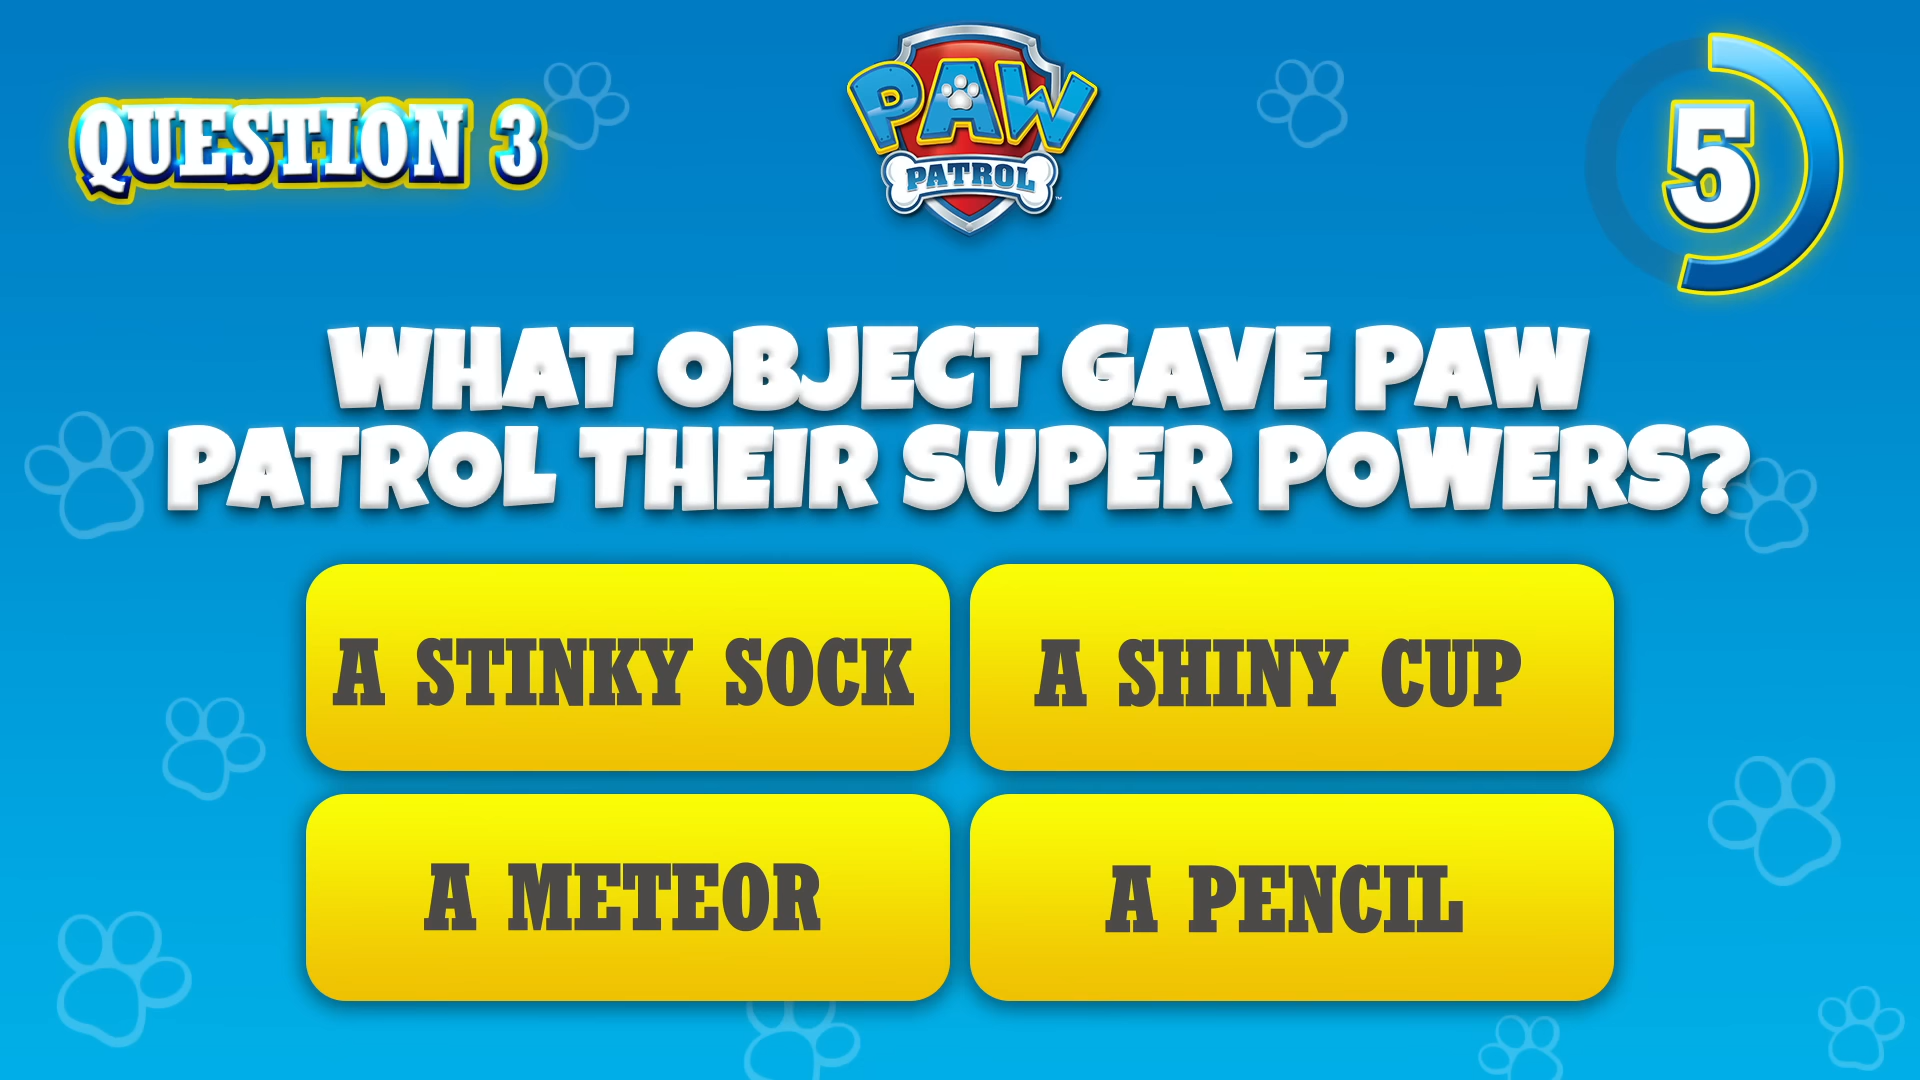 QUESTION 3
PAW
PATROL
TM
5
WHAT OBJECT GAVE PAW
PATROL THEIR SUPER POWERS?
A STINKY SOCK
A SHINY CUP
A METEOR
A PENCIL